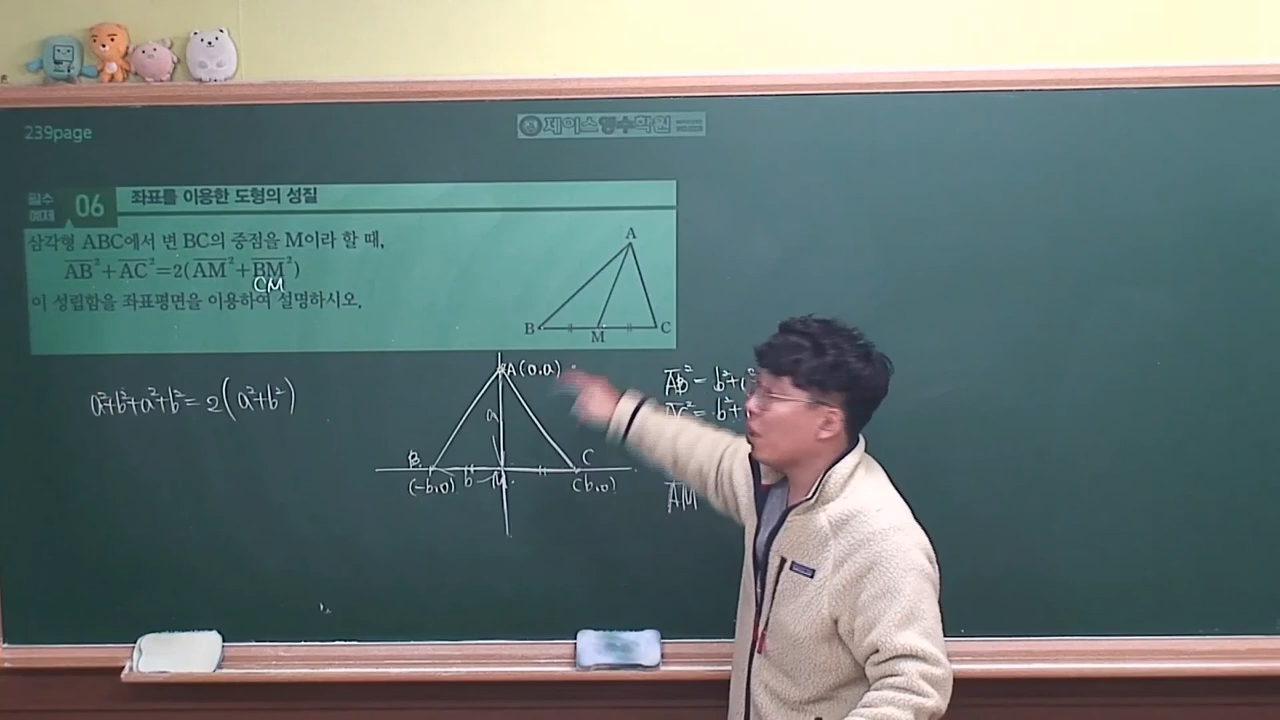 239page
제이스영수학원
필수 예제 06 좌표를 이용한 도형의 성질
삼각형 ABC에서 변 BC의 중점을 M이라 할 때,
AB²+AC²=2(AM²+BM²)
CM
이 성립함을 좌표평면을 이용하여 설명하시오.
A
B
M
C
a²+b²+a²+b²=2(a²+b²)
A(0,a)
a
B
C
(-b,0)
b
M
(b,0)
AB²=b²+
AC²=b²+
AM